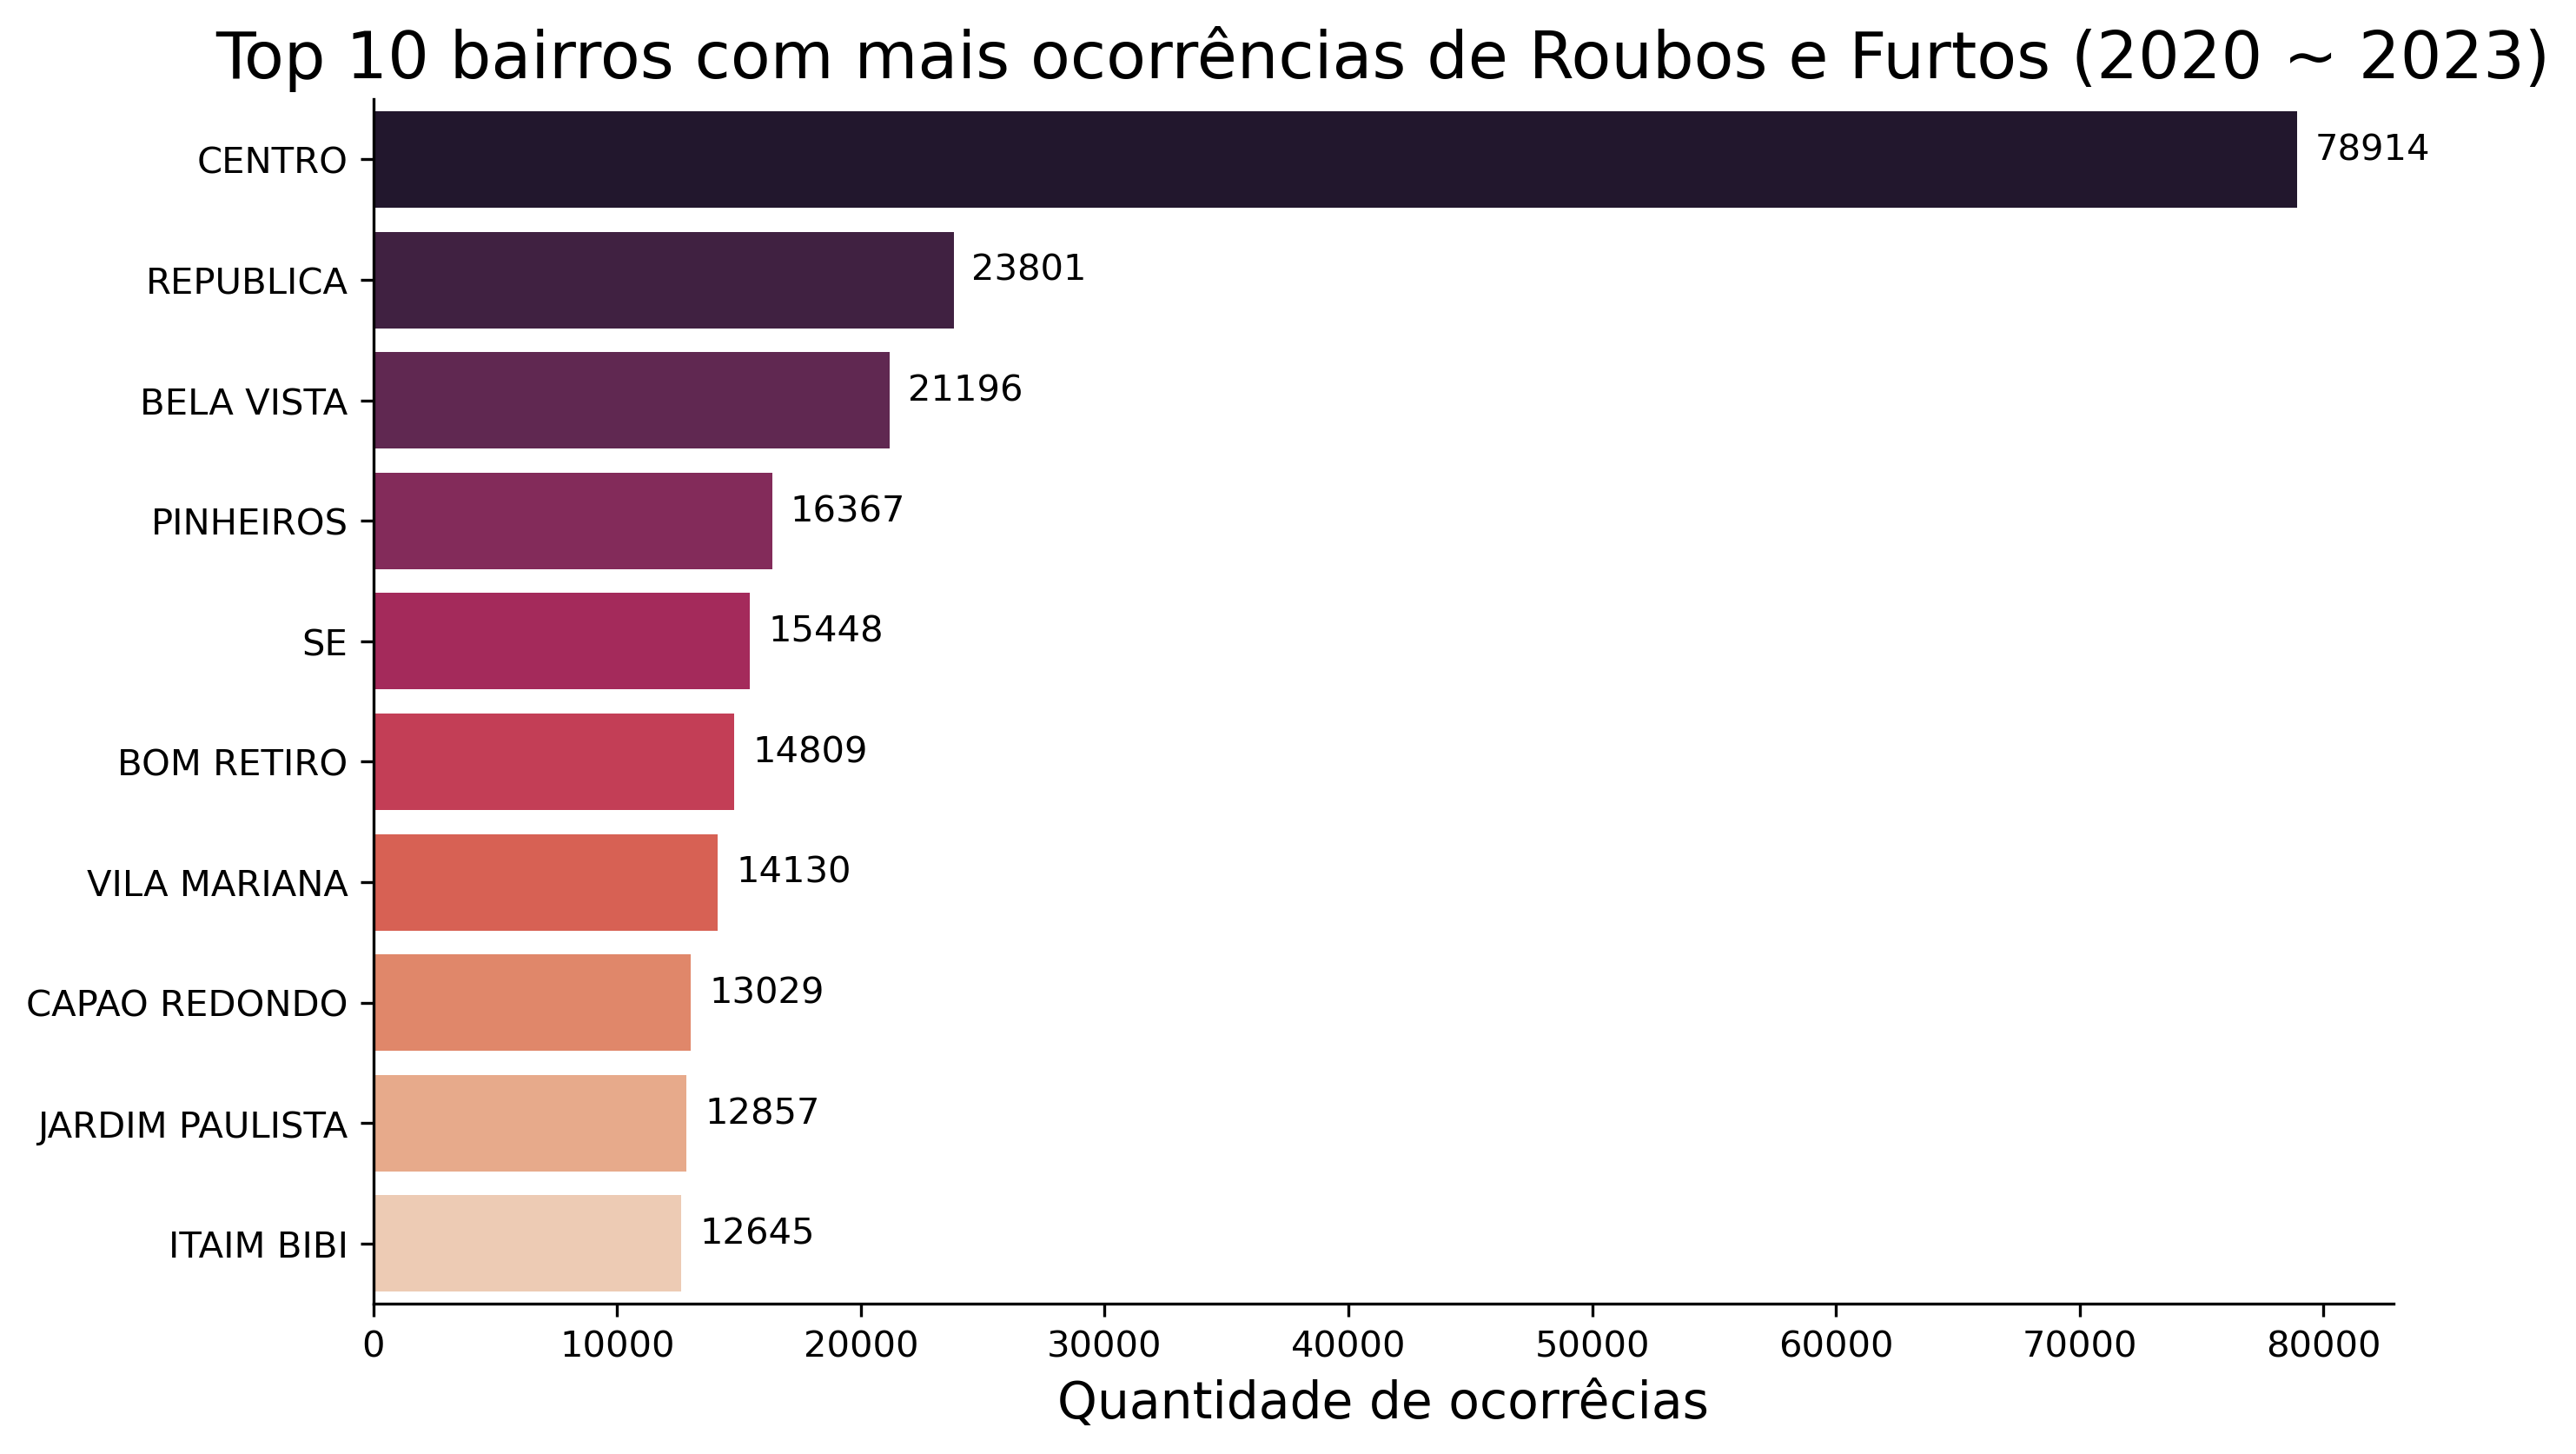 Top 10 bairros com mais ocorrências de Roubos e Furtos (2020 ~ 2023)
CENTRO 78914
REPUBLICA 23801
BELA VISTA 21196
PINHEIROS 16367
SE 15448
BOM RETIRO 14809
VILA MARIANA 14130
CAPAO REDONDO 13029
JARDIM PAULISTA 12857
ITAIM BIBI 12645
0 10000 20000 30000 40000 50000 60000 70000 80000
Quantidade de ocorrêcias